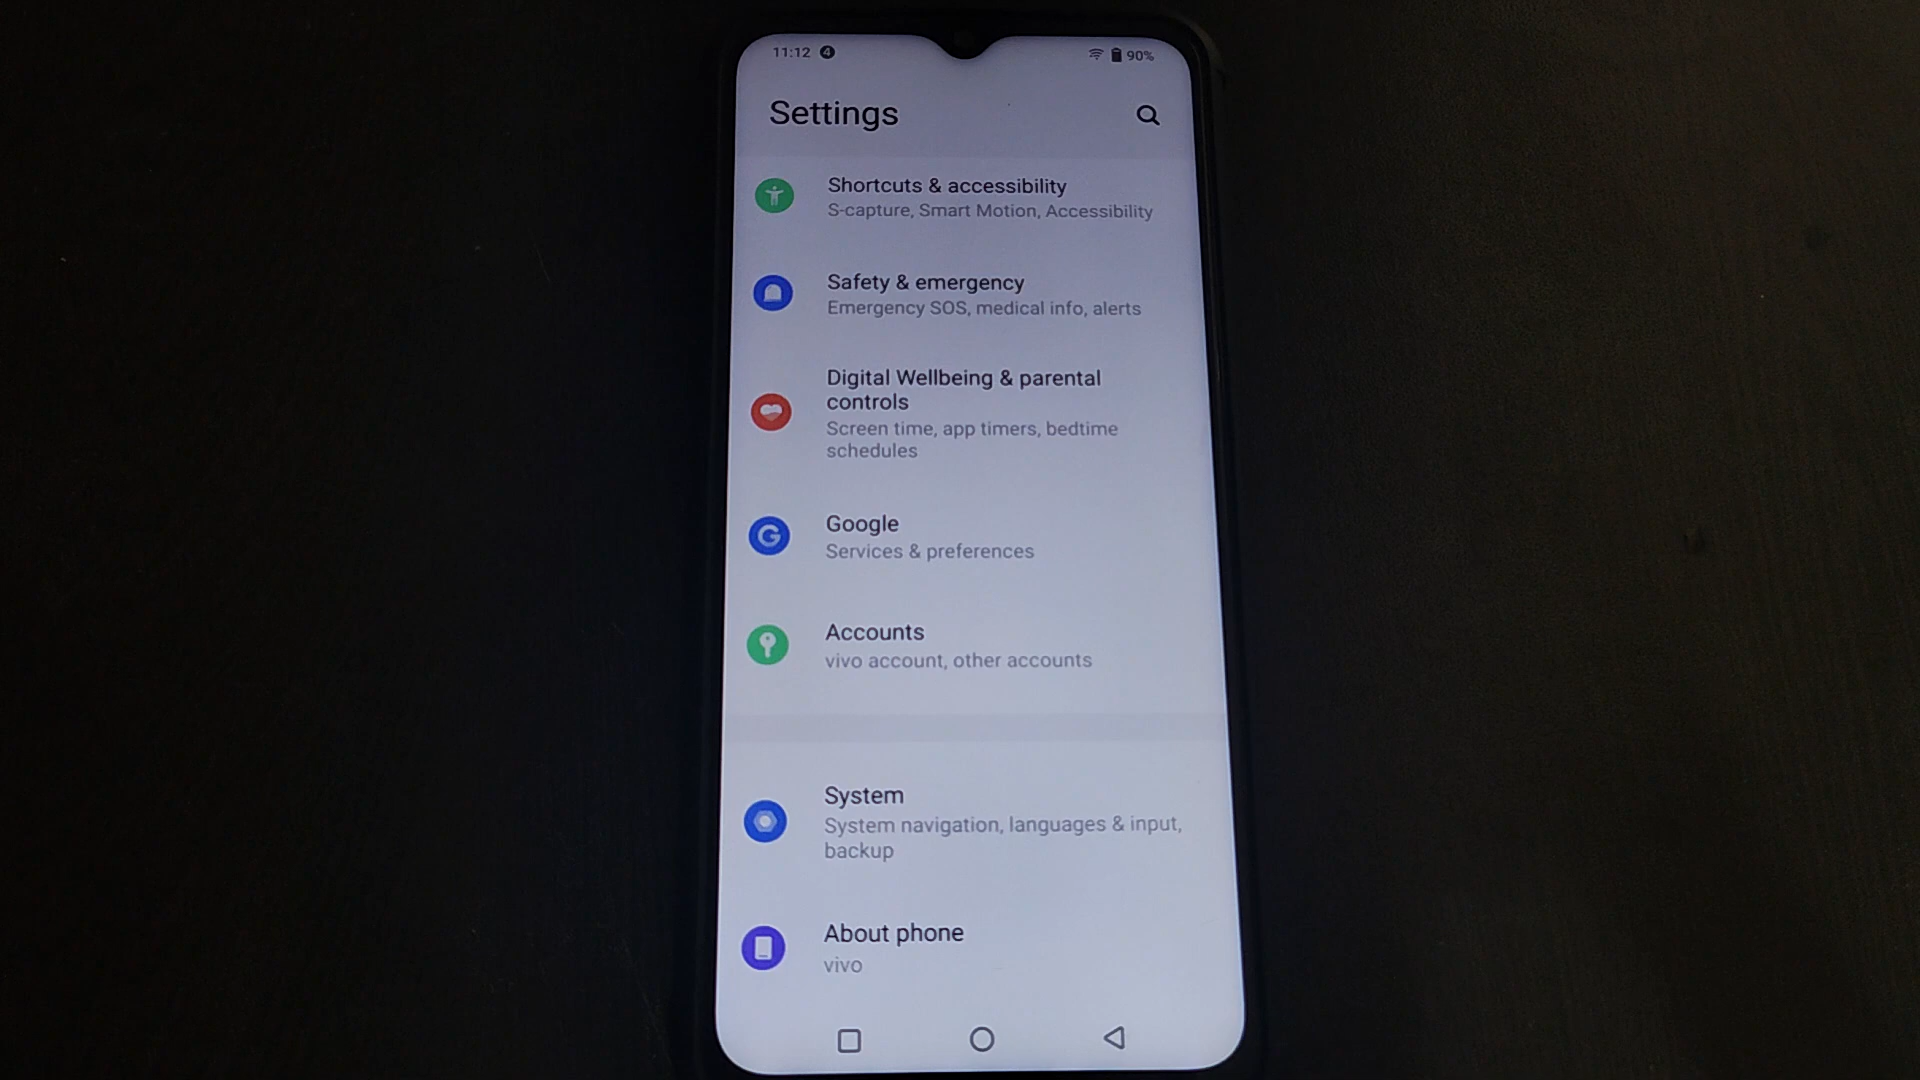 11:12 4 90%
Settings
Shortcuts & accessibility
S-capture, Smart Motion, Accessibility
Safety & emergency
Emergency SOS, medical info, alerts
Digital Wellbeing & parental
controls
Screen time, app timers, bedtime
schedules
Google
Services & preferences
Accounts
vivo account, other accounts
System
System navigation, languages & input,
backup
About phone
vivo